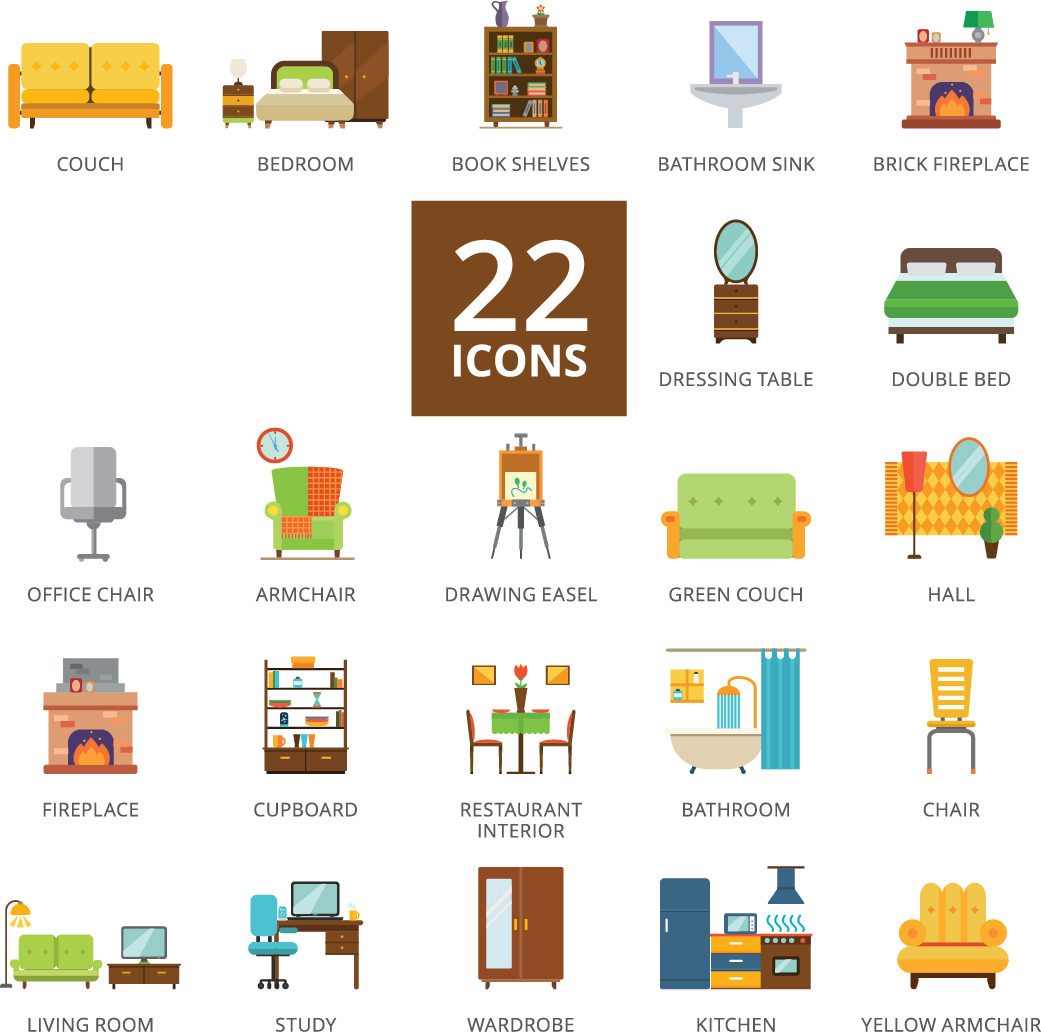 COUCH
BEDROOM
BOOK SHELVES
BATHROOM SINK
BRICK FIREPLACE
22
ICONS
DRESSING TABLE
DOUBLE BED
OFFICE CHAIR
ARMCHAIR
DRAWING EASEL
GREEN COUCH
HALL
FIREPLACE
CUPBOARD
RESTAURANT
INTERIOR
BATHROOM
CHAIR
LIVING ROOM
STUDY
WARDROBE
KITCHEN
YELLOW ARMCHAIR